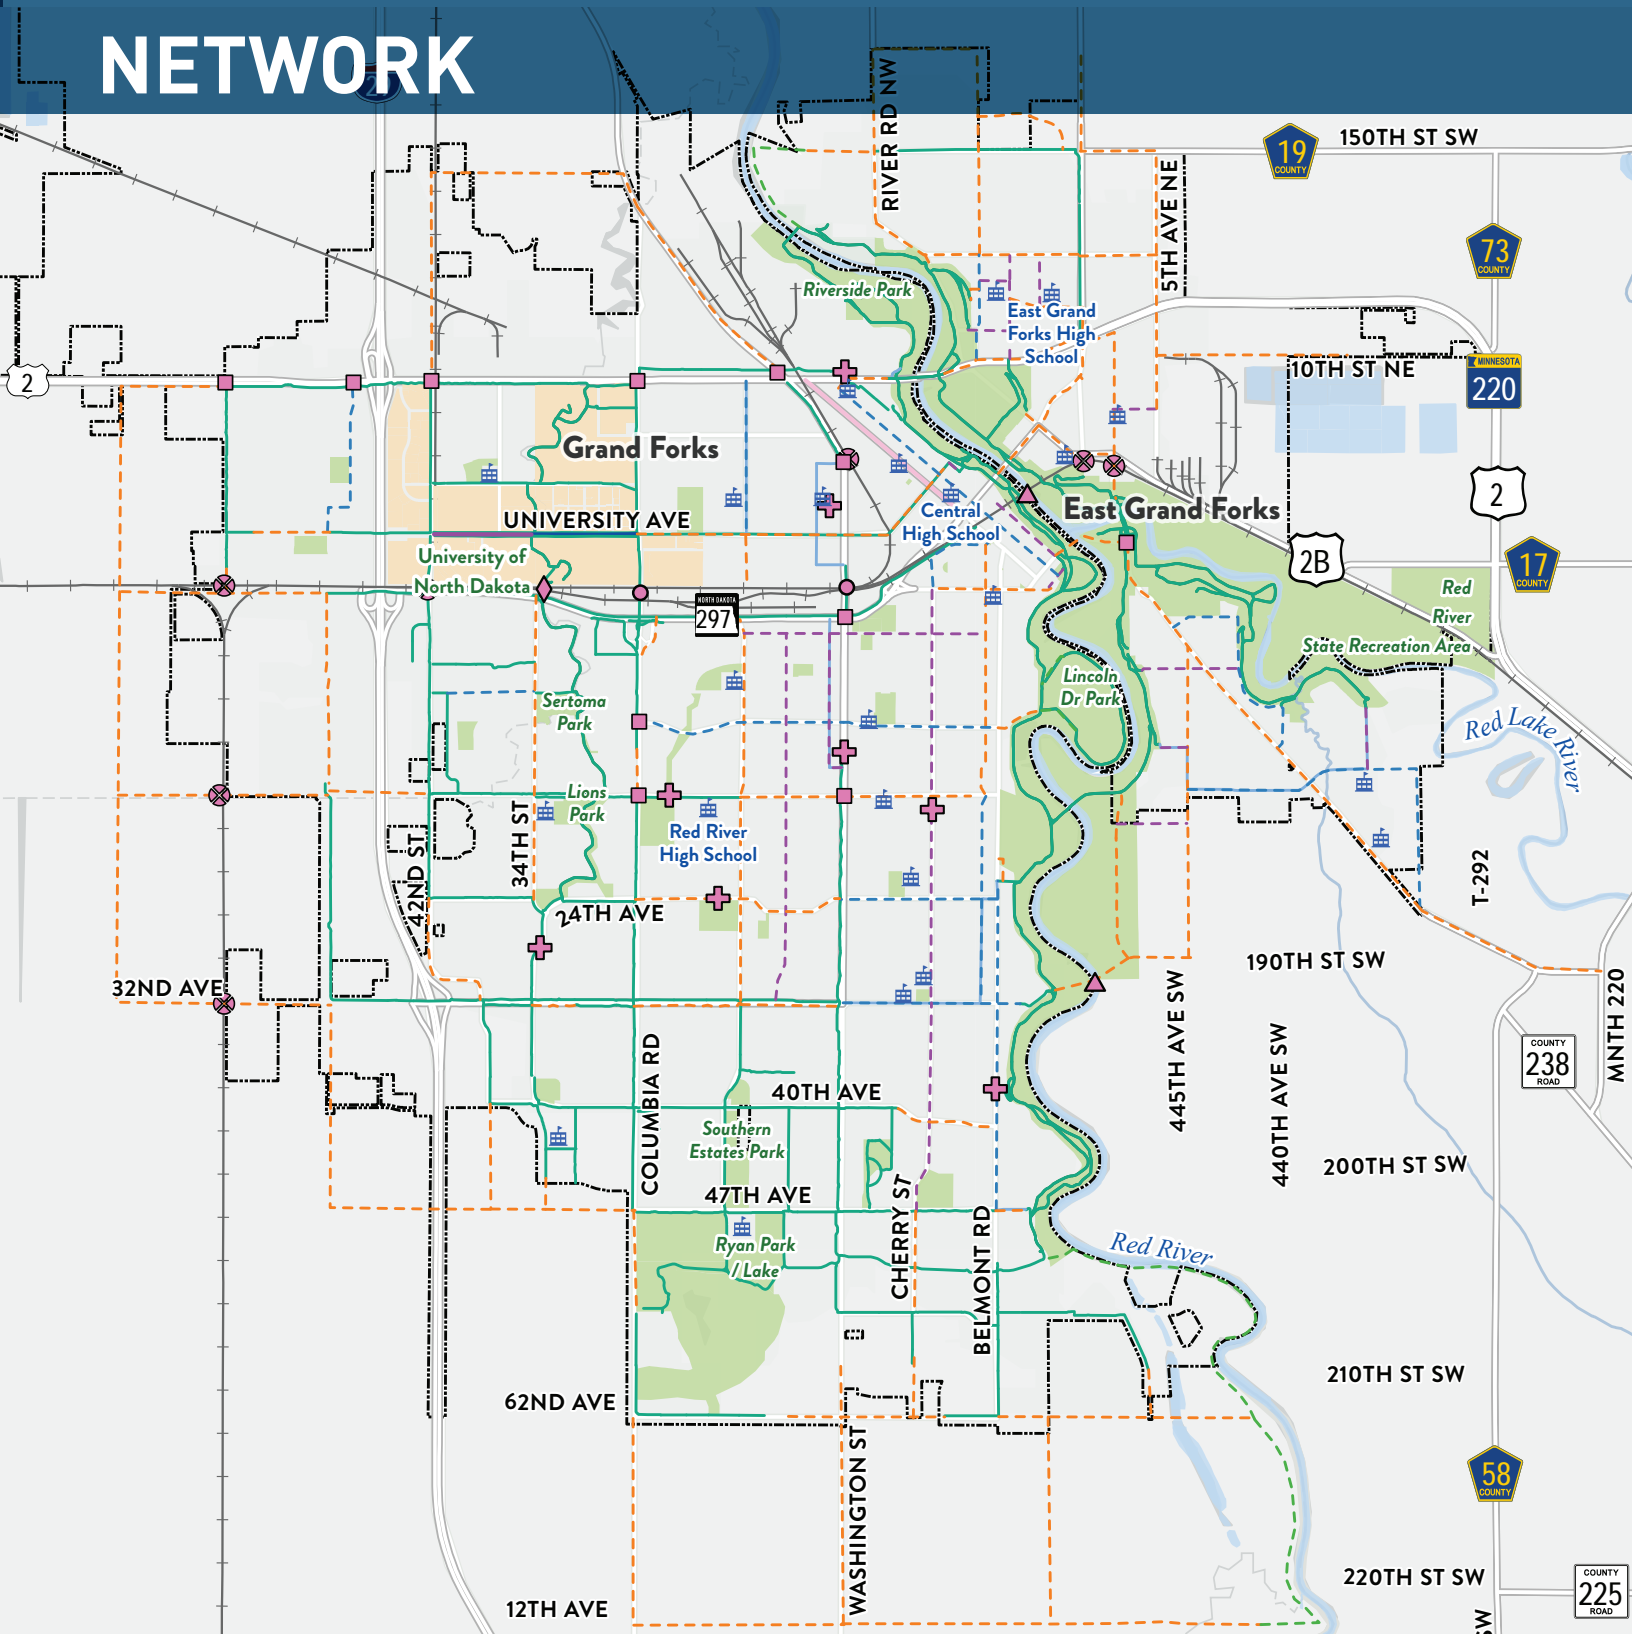 NETWORK
29
RIVER RD NW
150TH ST SW
19
COUNTY
5TH AVE NE
73
COUNTY
Riverside Park
East Grand
Forks High
School
10TH ST NE
MINNESOTA
220
2
Grand Forks
UNIVERSITY AVE
Central
High School
East Grand Forks
2
2B
17
COUNTY
University of
North Dakota
NORTH DAKOTA
297
Red
River
State Recreation Area
Lincoln
Dr Park
Sertoma
Park
Red Lake River
Lions
Park
34TH ST
42ND ST
Red River
High School
24TH AVE
T-292
32ND AVE
190TH ST SW
445TH AVE SW
440TH AVE SW
MNTH 220
COUNTY
238
ROAD
COLUMBIA RD
40TH AVE
Southern
Estates Park
200TH ST SW
47TH AVE
CHERRY ST
BELMONT RD
Ryan Park
/ Lake
Red River
62ND AVE
210TH ST SW
WASHINGTON ST
58
COUNTY
12TH AVE
220TH ST SW
COUNTY
225
ROAD
SW